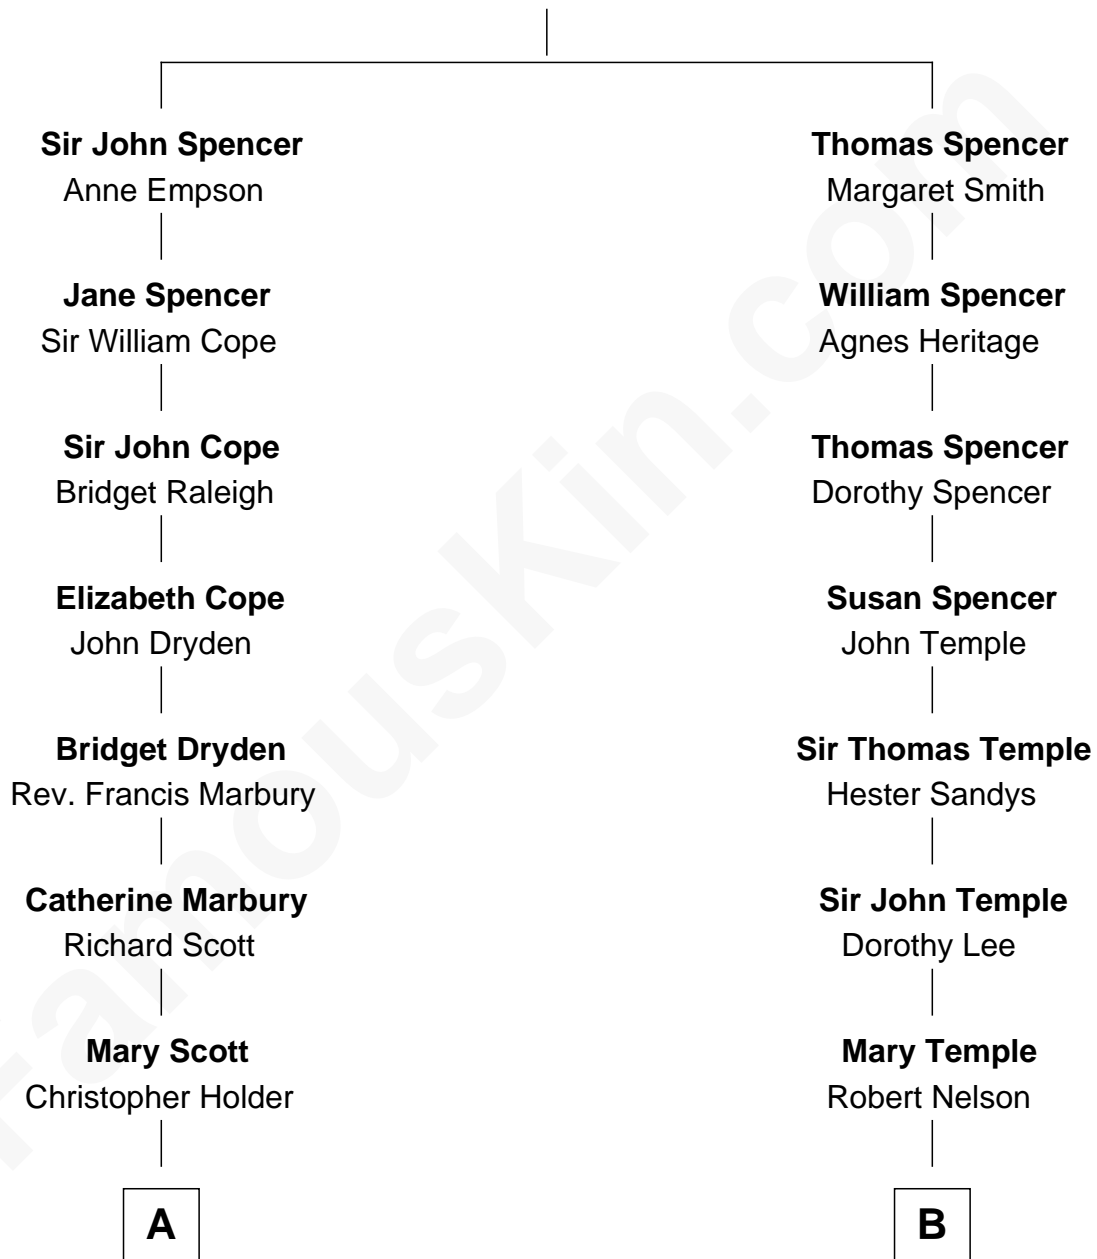 Sir John Spencer
Anne Empson
Jane Spencer
Sir William Cope
Sir John Cope
Bridget Raleigh
Elizabeth Cope
John Dryden
Bridget Dryden
Rev. Francis Marbury
Catherine Marbury
Richard Scott
Mary Scott
Christopher Holder
A
Thomas Spencer
Margaret Smith
William Spencer
Agnes Heritage
Thomas Spencer
Dorothy Spencer
Susan Spencer
John Temple
Sir Thomas Temple
Hester Sandys
Sir John Temple
Dorothy Lee
Mary Temple
Robert Nelson
B
FamousKin.com